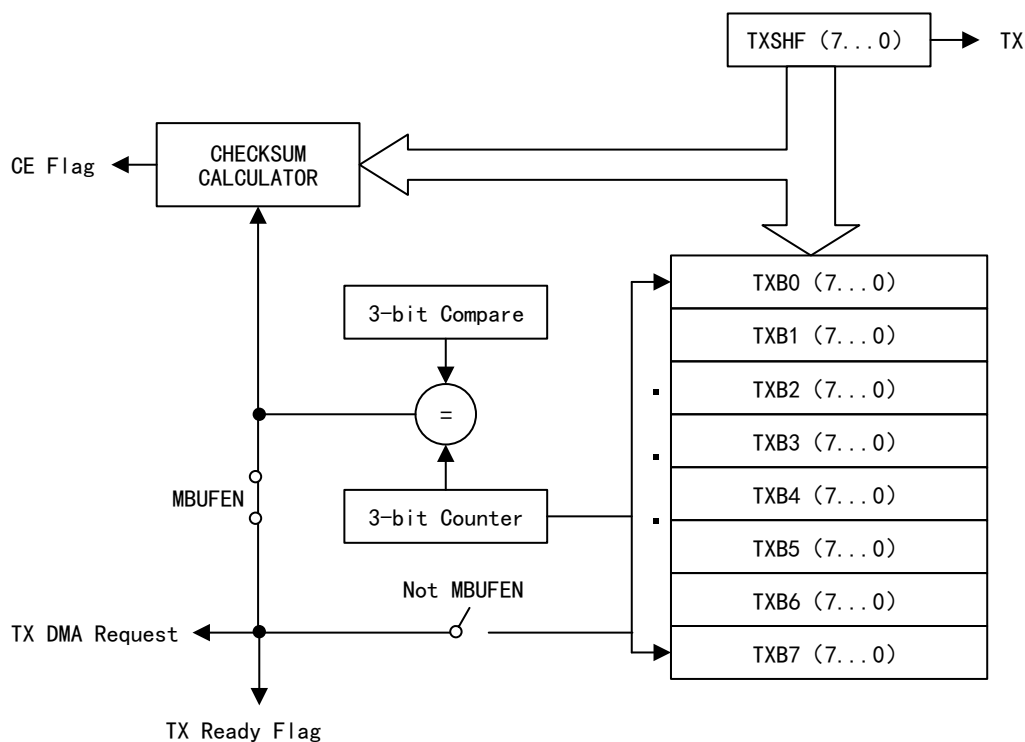 TXSHF (7...0)
TX
CE Flag
CHECKSUM
CALCULATOR
TXB0 (7...0)
3-bit Compare
TXB1 (7...0)
TXB2 (7...0)
=
TXB3 (7...0)
MBUFEN
TXB4 (7...0)
3-bit Counter
TXB5 (7...0)
Not MBUFEN
TXB6 (7...0)
TX DMA Request
TXB7 (7...0)
TX Ready Flag